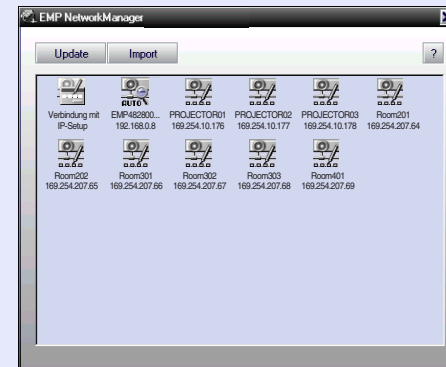 EMP NetworkManager
Update Import ?
AUTO
Verbindung mit EMP482800... PROJECTOR01 PROJECTOR02 PROJECTOR03 Room201
IP-Setup 192.168.0.8 169.254.10.176 169.254.10.177 169.254.10.178 169.254.207.64
Room202 Room301 Room302 Room303 Room401
169.254.207.65 169.254.207.66 169.254.207.67 169.254.207.68 169.254.207.69